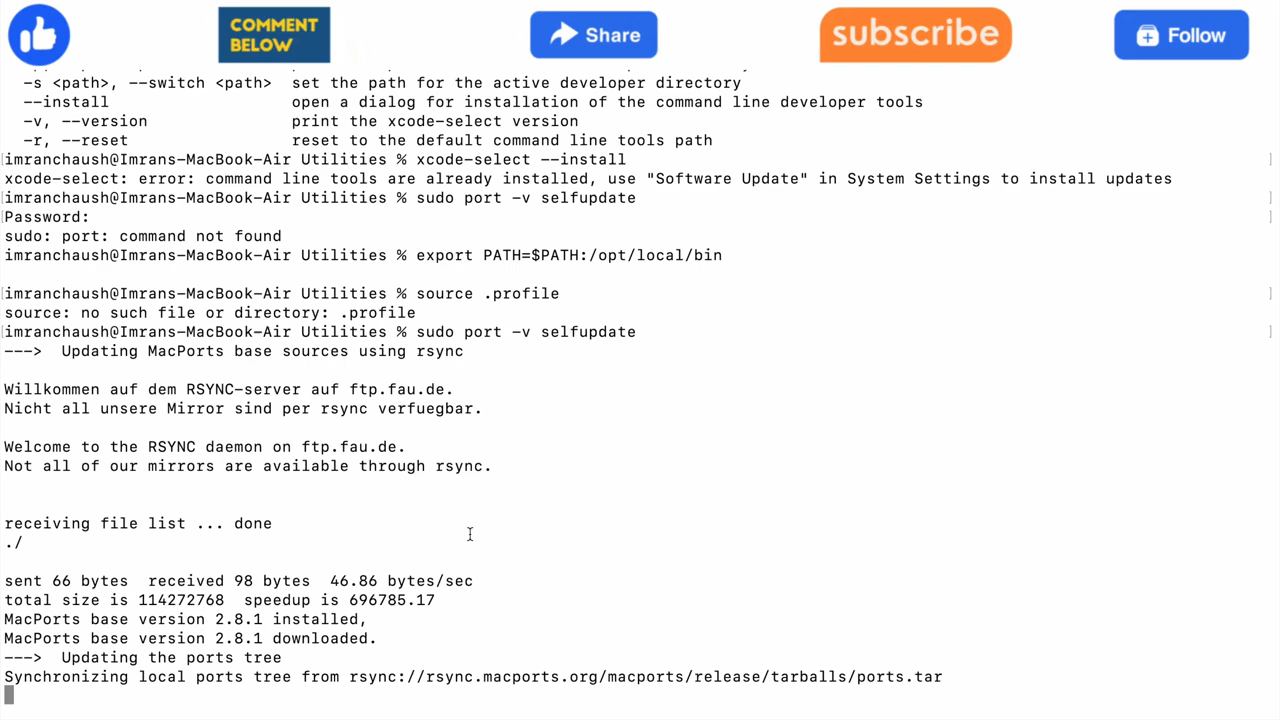 COMMENT
BELOW
Share
subscribe
Follow
-s <path>, --switch <path> set the path for the active developer directory
--install open a dialog for installation of the command line developer tools
-v, --version print the xcode-select version
-r, --reset reset to the default command line tools path
imranchaush@Imrans-MacBook-Air Utilities % xcode-select --install
xcode-select: error: command line tools are already installed, use "Software Update" in System Settings to install updates
imranchaush@Imrans-MacBook-Air Utilities % sudo port -v selfupdate
Password:
sudo: port: command not found
imranchaush@Imrans-MacBook-Air Utilities % export PATH=$PATH:/opt/local/bin
imranchaush@Imrans-MacBook-Air Utilities % source .profile
source: no such file or directory: .profile
imranchaush@Imrans-MacBook-Air Utilities % sudo port -v selfupdate
---> Updating MacPorts base sources using rsync
Willkommen auf dem RSYNC-server auf ftp.fau.de.
Nicht all unsere Mirror sind per rsync verfuegbar.
Welcome to the RSYNC daemon on ftp.fau.de.
Not all of our mirrors are available through rsync.
receiving file list ... done
./
sent 66 bytes received 98 bytes 46.86 bytes/sec
total size is 114272768 speedup is 696785.17
MacPorts base version 2.8.1 installed,
MacPorts base version 2.8.1 downloaded.
---> Updating the ports tree
Synchronizing local ports tree from rsync://rsync.macports.org/macports/release/tarballs/ports.tar